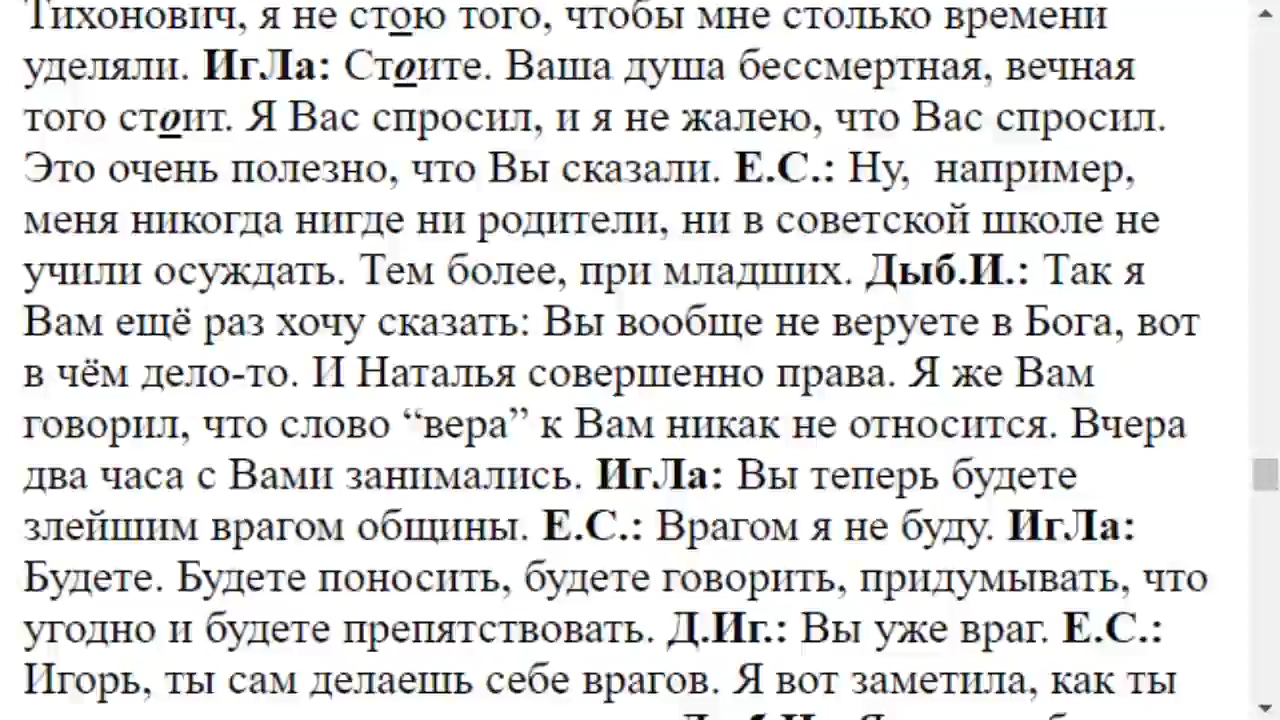 Тихонович, я не стою того, чтобы мне столько времени
уделяли. ИгЛа: Стоите. Ваша душа бессмертная, вечная
того стоит. Я Вас спросил, и я не жалею, что Вас спросил.
Это очень полезно, что Вы сказали. Е.С.: Ну, например,
меня никогда нигде ни родители, ни в советской школе не
учили осуждать. Тем более, при младших. Дыб.И.: Так я
Вам ещё раз хочу сказать: Вы вообще не веруете в Бога, вот
в чём дело-то. И Наталья совершенно права. Я же Вам
говорил, что слово “вера” к Вам никак не относится. Вчера
два часа с Вами занимались. ИгЛа: Вы теперь будете
злейшим врагом общины. Е.С.: Врагом я не буду. ИгЛа:
Будете. Будете поносить, будете говорить, придумывать, что
угодно и будете препятствовать. Д.Иг.: Вы уже враг. Е.С.:
Игорь, ты сам делаешь себе врагов. Я вот заметила, как ты